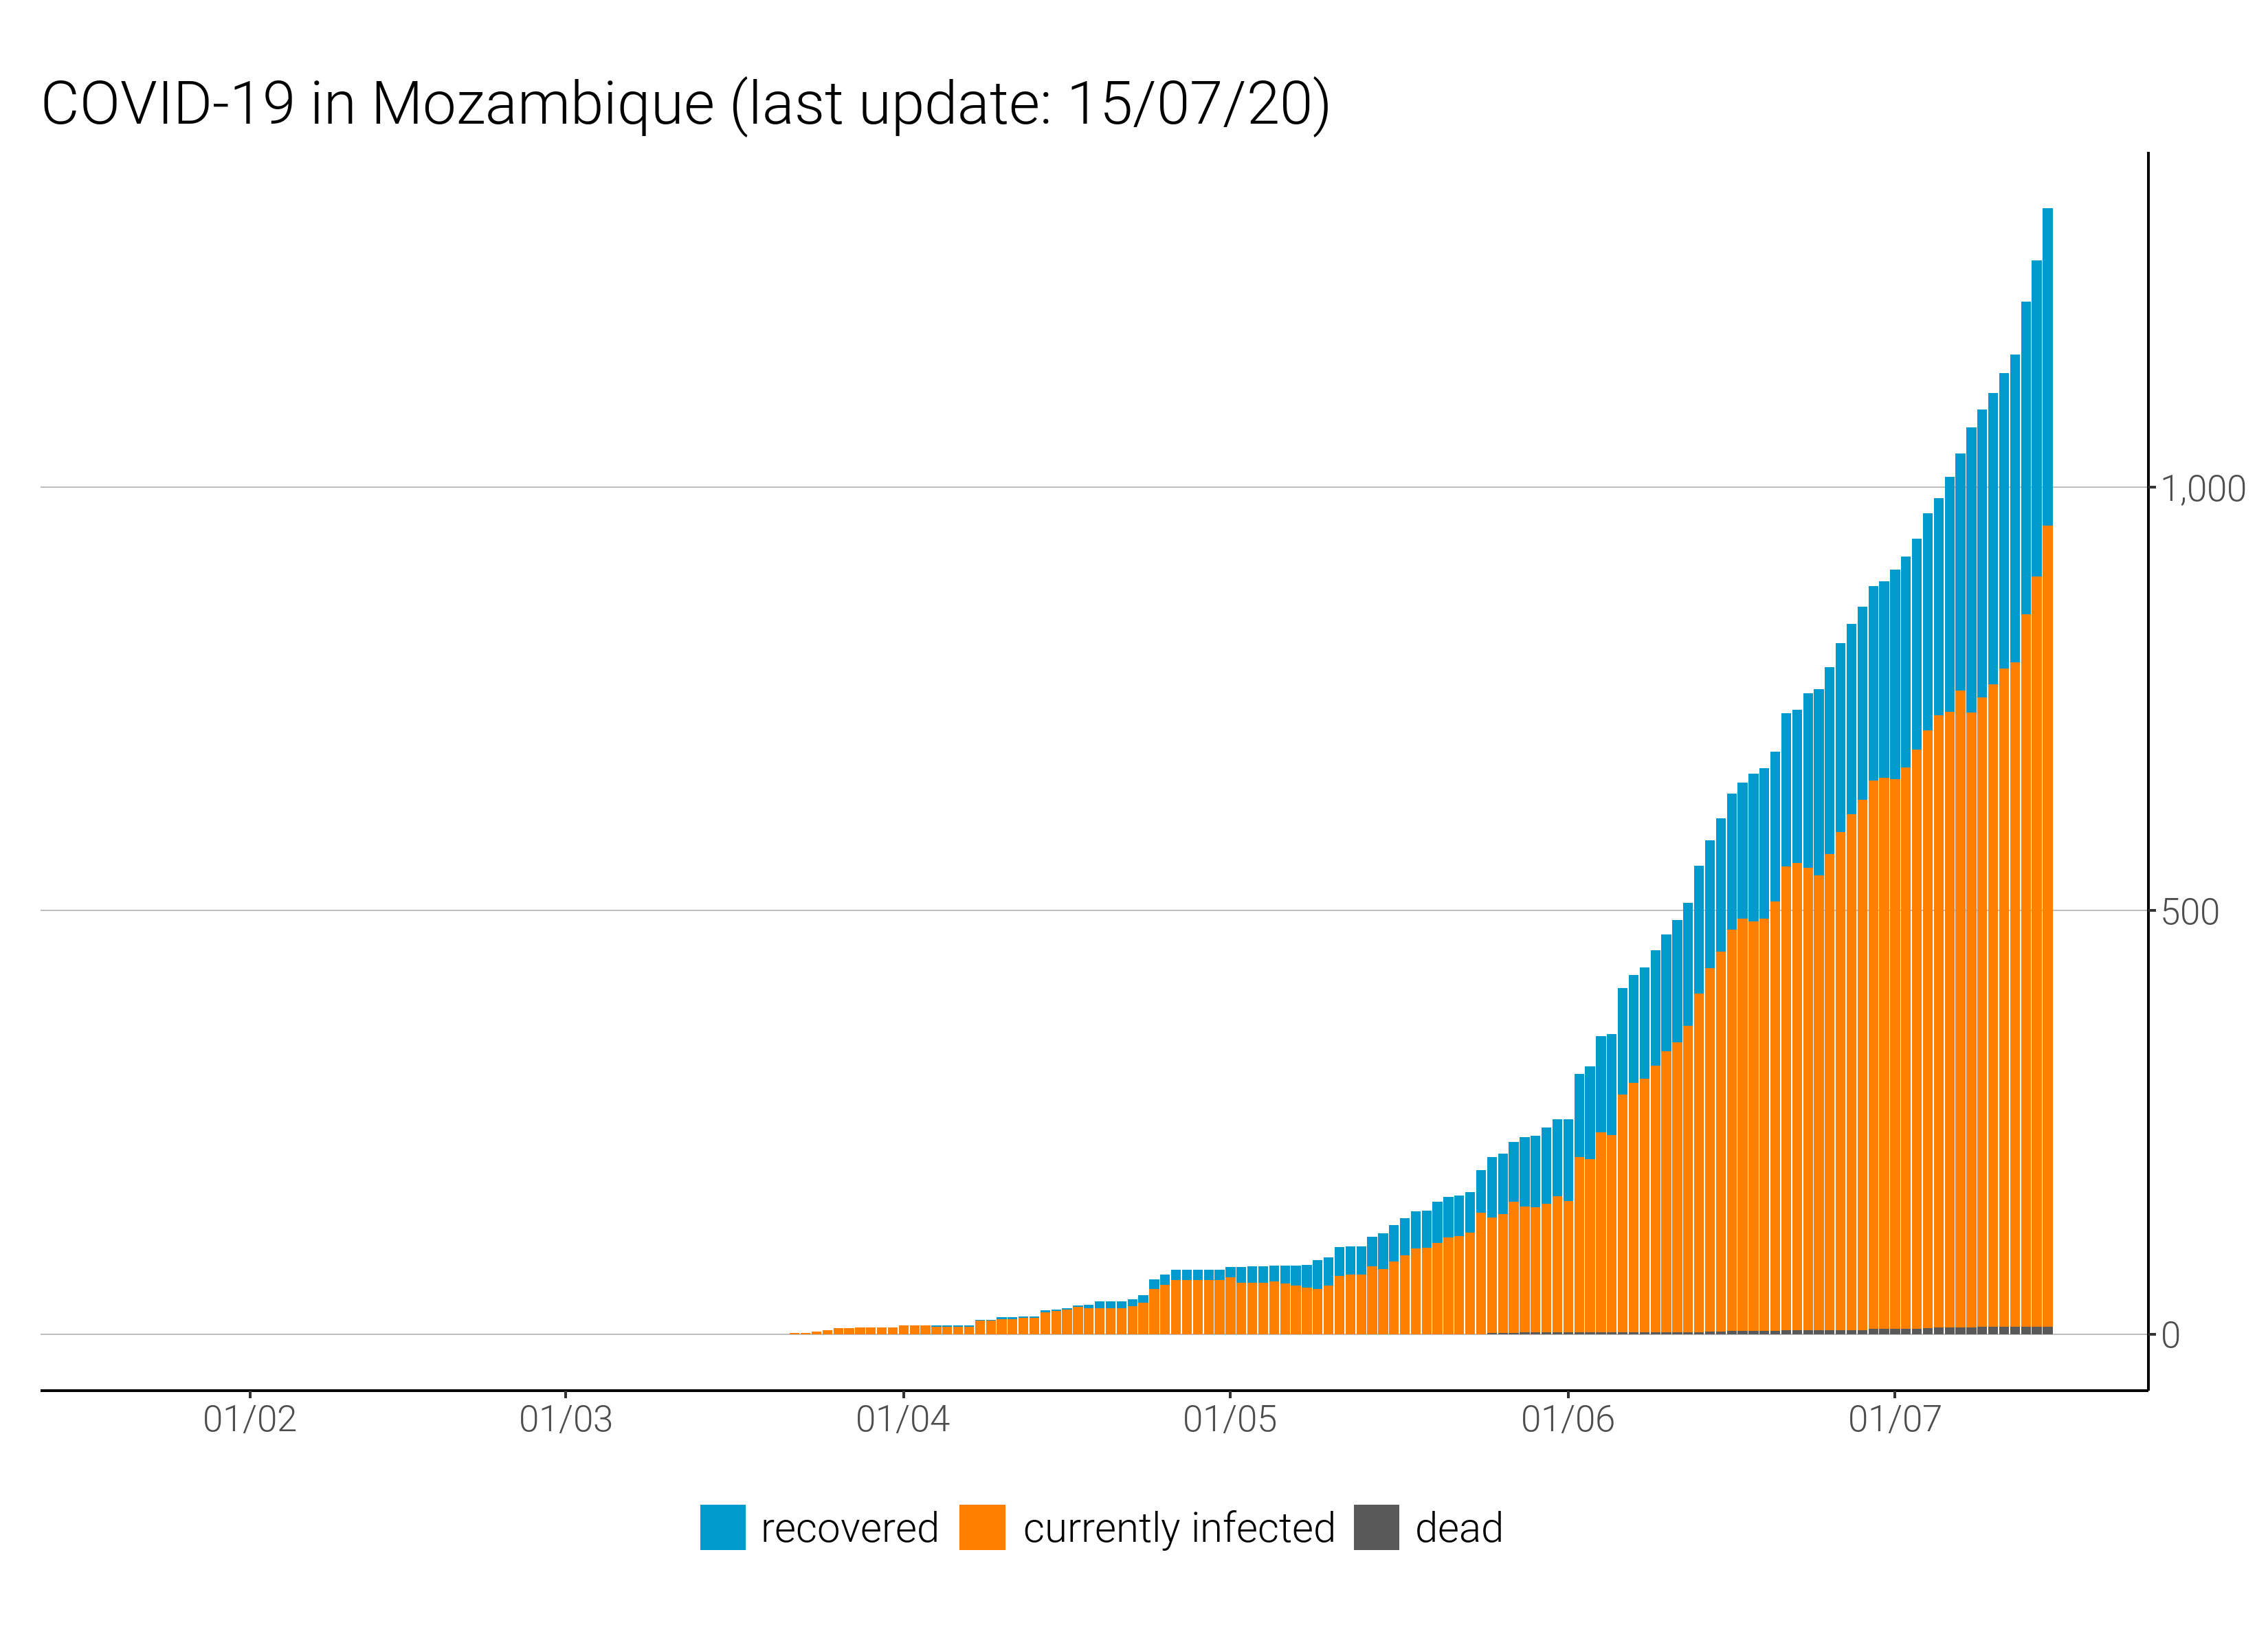 COVID-19 in Mozambique (last update: 15/07/20)
1,000
500
0
01/02 01/03 01/04 01/05 01/06 01/07
recovered currently infected dead